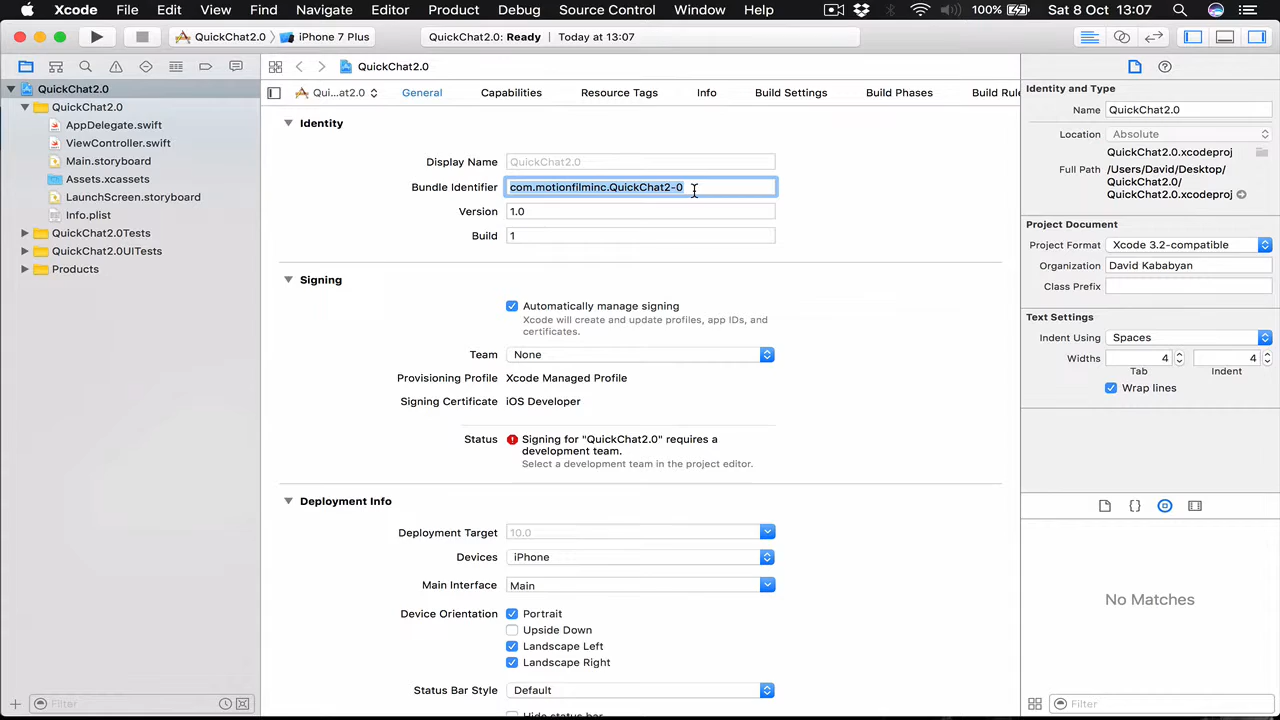 Xcode File Edit View Find Navigate Editor Product Debug Source Control Window Help 100% Sat 8 Oct 13:07
QuickChat2.0 iPhone 7 Plus QuickChat2.0: Ready Today at 13:07
QuickChat2.0
QuickChat2.0
QuickChat2.0
AppDelegate.swift
ViewController.swift
Main.storyboard
Assets.xcassets
LaunchScreen.storyboard
Info.plist
QuickChat2.0Tests
QuickChat2.0UITests
Products
Filter
Qui...at2.0 General Capabilities Resource Tags Info Build Settings Build Phases Build Rule
Identity
Display Name QuickChat2.0
Bundle Identifier com.motionfilminc.QuickChat2-0
Version 1.0
Build 1
Signing
Automatically manage signing
Xcode will create and update profiles, app IDs, and
certificates.
Team None
Provisioning Profile Xcode Managed Profile
Signing Certificate iOS Developer
Status Signing for "QuickChat2.0" requires a
development team.
Select a development team in the project editor.
Deployment Info
Deployment Target 10.0
Devices iPhone
Main Interface Main
Device Orientation Portrait
Upside Down
Landscape Left
Landscape Right
Status Bar Style Default
Hide status bar
Identity and Type
Name QuickChat2.0
Location Absolute
QuickChat2.0.xcodeproj
Full Path /Users/David/Desktop/
QuickChat2.0/
QuickChat2.0.xcodeproj
Project Document
Project Format Xcode 3.2-compatible
Organization David Kababyan
Class Prefix
Text Settings
Indent Using Spaces
Widths 4 4
Tab Indent
Wrap lines
{}
No Matches
Filter